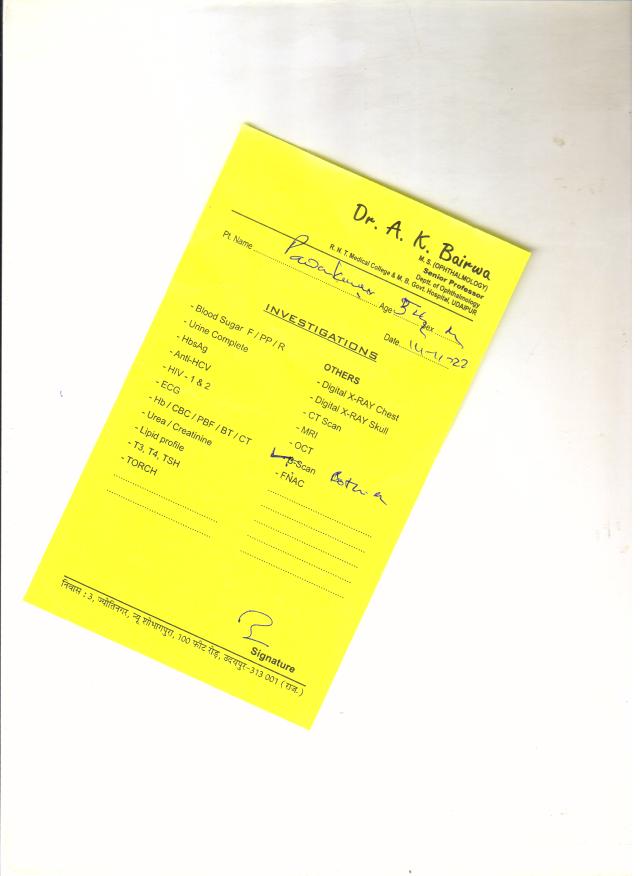 Dr. A. K. Bairwa
M. S. (OPHTHALMOLOGY)
Senior Professor
Deptt. of Ophthalmology
R. N. T. Medical College & M. B. Govt. Hospital, UDAIPUR
Pt. Name
Age Sex M
Date 14-11-22
INVESTIGATIONS
- Blood Sugar F / PP / R
- Urine Complete
- HbsAg
- Anti-HCV
- HIV - 1 & 2
- ECG
- Hb / CBC / PBF / BT / CT
- Urea / Creatinine
- Lipid profile
- T3, T4, TSH
- TORCH
OTHERS
- Digital X-RAY Chest
- Digital X-RAY Skull
- CT Scan
- MRI
- OCT
Scan
- FNAC
Signature
निवास : 3, ज्योतिनगर, न्यू शोभागपुरा, 100 फीट रोड़, उदयपुर-313 001 (राज.)